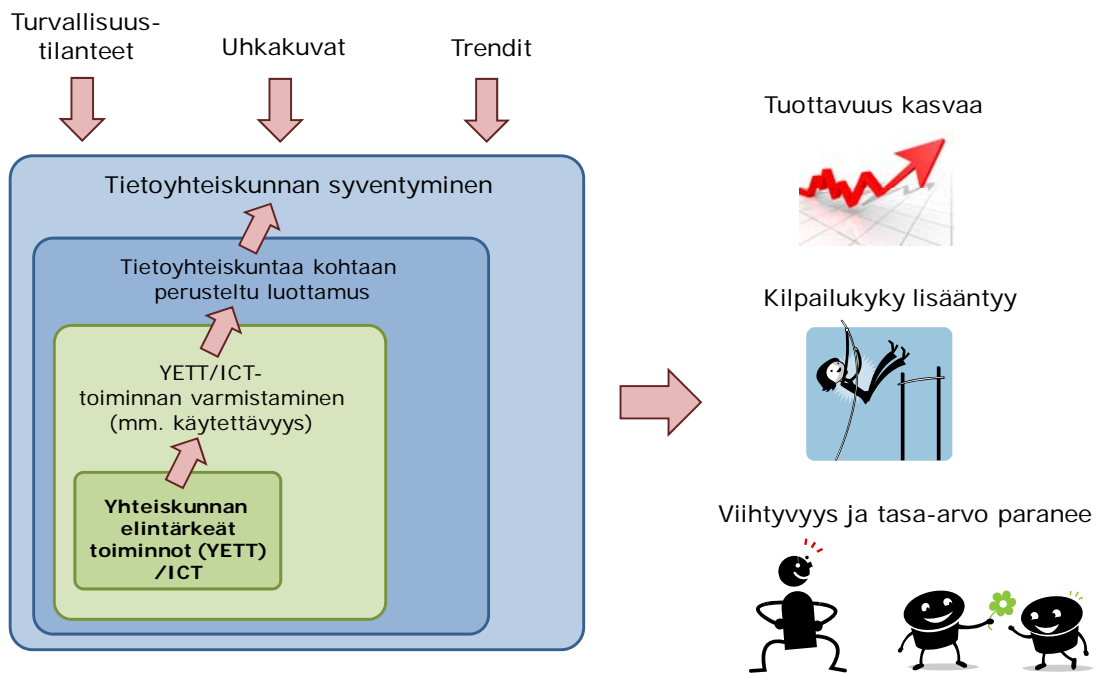 Turvallisuus-
tilanteet
Uhkakuvat
Trendit
Tietoyhteiskunnan syventyminen
Tietoyhteiskuntaa kohtaan
perusteltu luottamus
YETT/ICT-
toiminnan varmistaminen
(mm. käytettävyys)
Yhteiskunnan
elintärkeät
toiminnot (YETT)
/ICT
Tuottavuus kasvaa
Kilpailukyky lisääntyy
Viihtyvyys ja tasa-arvo paranee